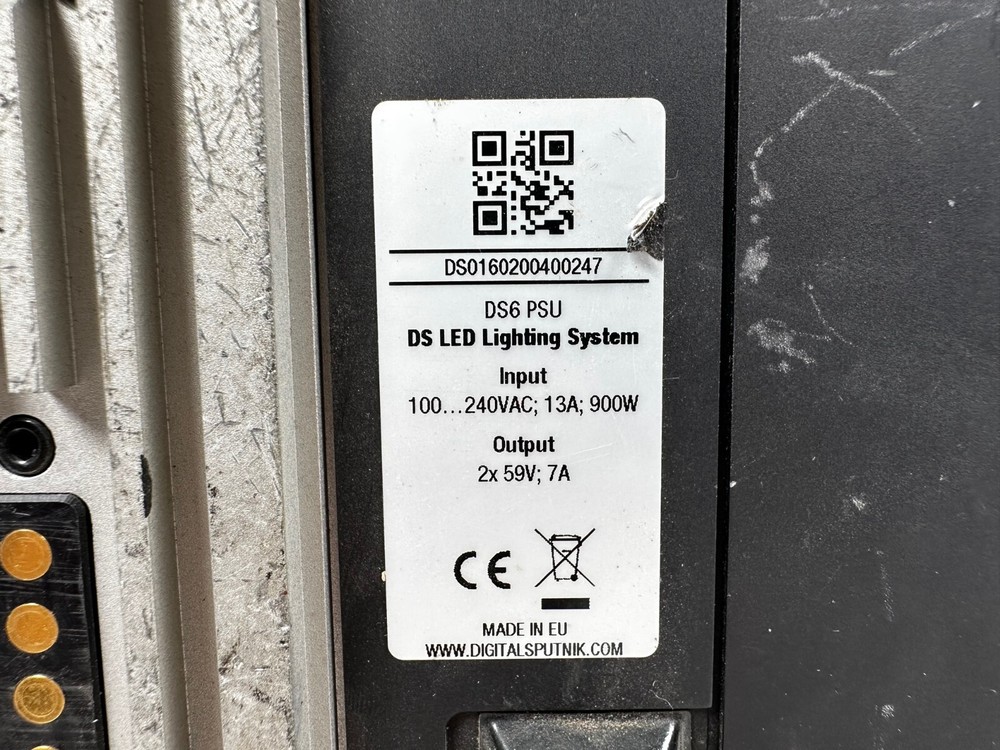 DS0160200400247
DS6 PSU
DS LED Lighting System
Input
100...240VAC; 13A; 900W
Output
2x 59V; 7A
CE
MADE IN EU
WWW.DIGITALSPUTNIK.COM